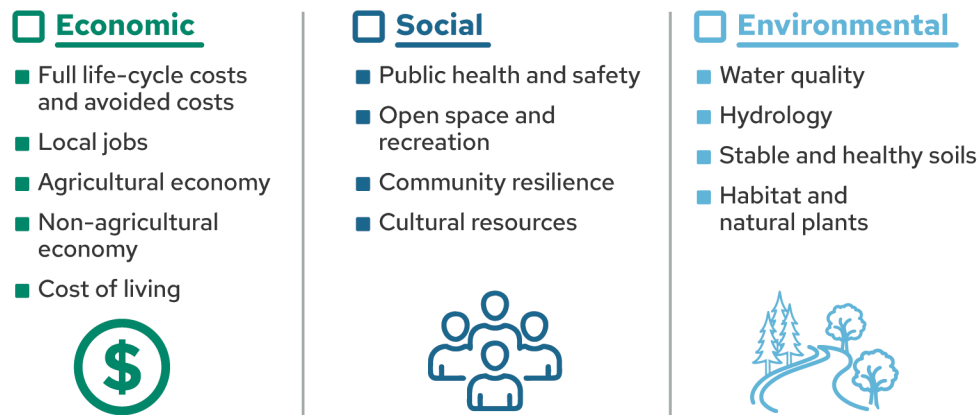 Economic
Full life-cycle costs
and avoided costs
Local jobs
Agricultural economy
Non-agricultural
economy
Cost of living
$
Social
Public health and safety
Open space and
recreation
Community resilience
Cultural resources
Environmental
Water quality
Hydrology
Stable and healthy soils
Habitat and
natural plants